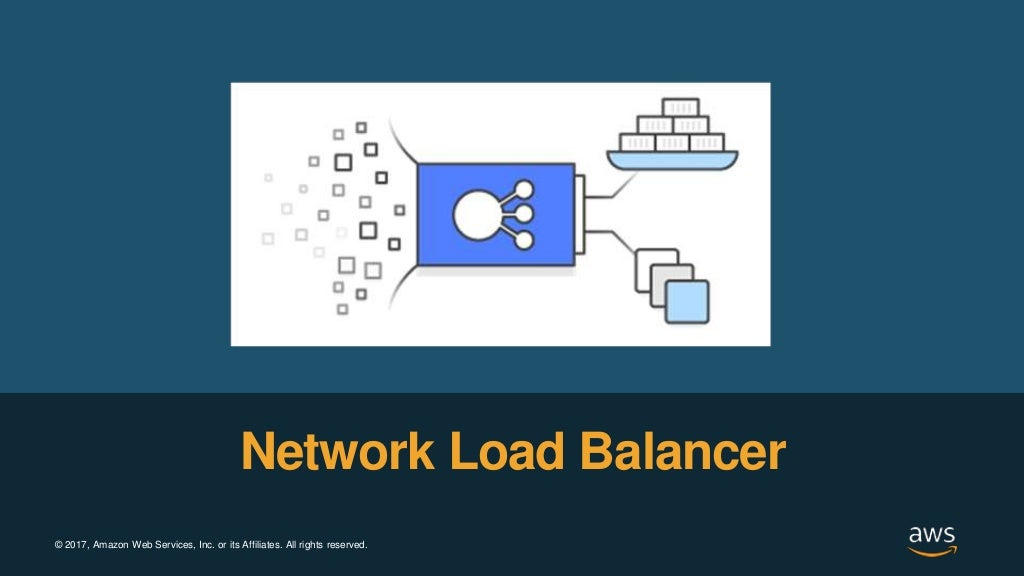 Network Load Balancer
© 2017, Amazon Web Services, Inc. or its Affiliates. All rights reserved.
aws